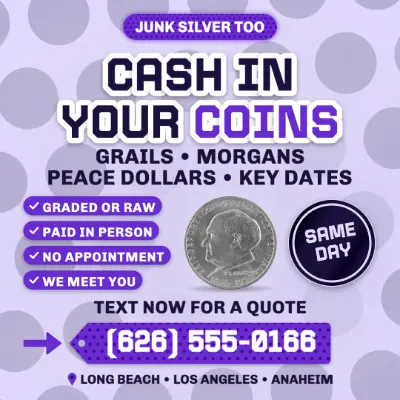 JUNK SILVER TOO
CASH IN
YOUR COINS
GRAILS • MORGANS
PEACE DOLLARS • KEY DATES
✓ GRADED OR RAW
✓ PAID IN PERSON
✓ NO APPOINTMENT
✓ WE MEET YOU
SAME
DAY
TEXT NOW FOR A QUOTE
(626) 555-0166
LONG BEACH • LOS ANGELES • ANAHEIM